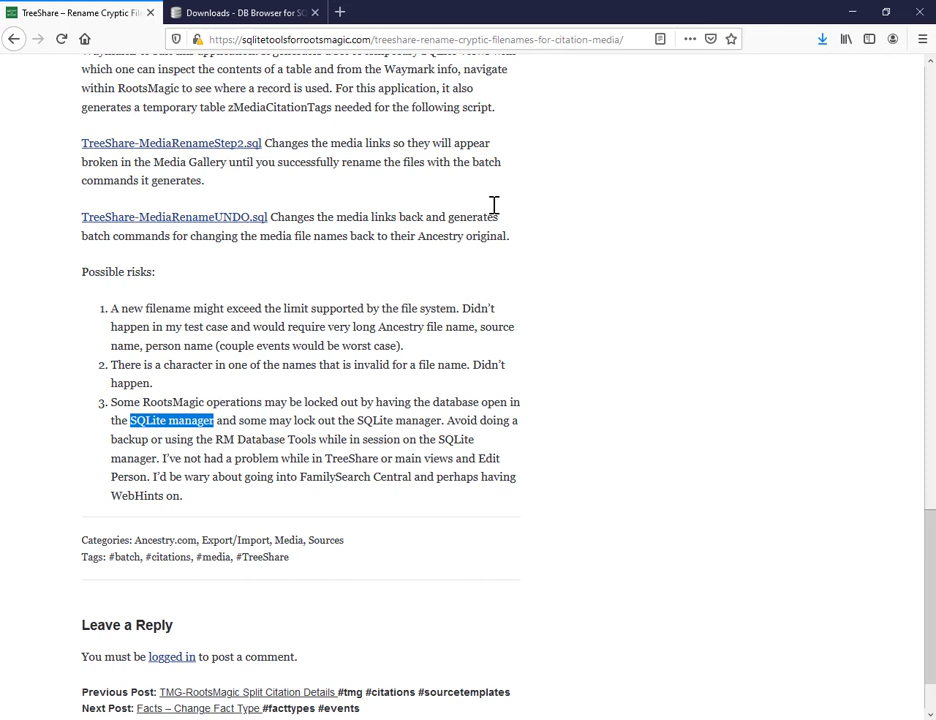 TreeShare – Rename Cryptic Fil
Downloads - DB Browser for SQ
https://sqlitetoolsforrootsmagic.com/treeshare-rename-cryptic-filenames-for-citation-media/
which one can inspect the contents of a table and from the Waymark info, navigate
within RootsMagic to see where a record is used. For this application, it also
generates a temporary table zMediaCitationTags needed for the following script.
TreeShare-MediaRenameStep2.sql Changes the media links so they will appear
broken in the Media Gallery until you successfully rename the files with the batch
commands it generates.
TreeShare-MediaRenameUNDO.sql Changes the media links back and generates
batch commands for changing the media file names back to their Ancestry original.
Possible risks:
1. A new filename might exceed the limit supported by the file system. Didn’t
happen in my test case and would require very long Ancestry file name, source
name, person name (couple events would be worst case).
2. There is a character in one of the names that is invalid for a file name. Didn’t
happen.
3. Some RootsMagic operations may be locked out by having the database open in
the SQLite manager and some may lock out the SQLite manager. Avoid doing a
backup or using the RM Database Tools while in session on the SQLite
manager. I’ve not had a problem while in TreeShare or main views and Edit
Person. I’d be wary about going into FamilySearch Central and perhaps having
WebHints on.
Categories: Ancestry.com, Export/Import, Media, Sources
Tags: #batch, #citations, #media, #TreeShare
Leave a Reply
You must be logged in to post a comment.
Previous Post: TMG-RootsMagic Split Citation Details #tmg #citations #sourcetemplates
Next Post: Facts – Change Fact Type #facttypes #events